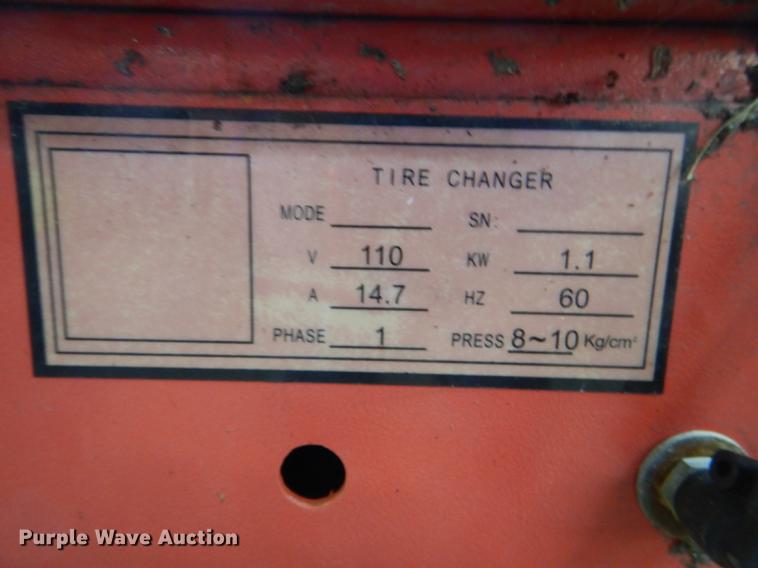 TIRE CHANGER
MODE SN:
V 110 KW 1.1
A 14.7 HZ 60
PHASE 1 PRESS 8~10 Kg/cm²
Purple Wave Auction